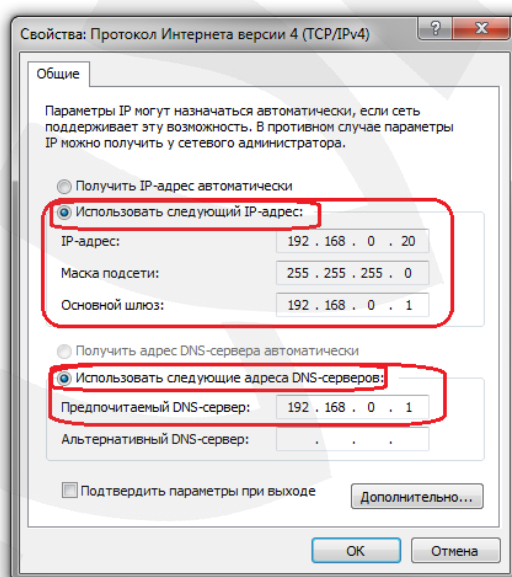 Свойства: Протокол Интернета версии 4 (TCP/IPv4)
Общие
Параметры IP могут назначаться автоматически, если сеть
поддерживает эту возможность. В противном случае параметры
IP можно получить у сетевого администратора.
Получить IP-адрес автоматически
Использовать следующий IP-адрес:
IP-адрес: 192 . 168 . 0 . 20
Маска подсети: 255 . 255 . 255 . 0
Основной шлюз: 192 . 168 . 0 . 1
Получить адрес DNS-сервера автоматически
Использовать следующие адреса DNS-серверов:
Предпочитаемый DNS-сервер: 192 . 168 . 0 . 1
Альтернативный DNS-сервер: . . .
Подтвердить параметры при выходе Дополнительно...
ОК Отмена